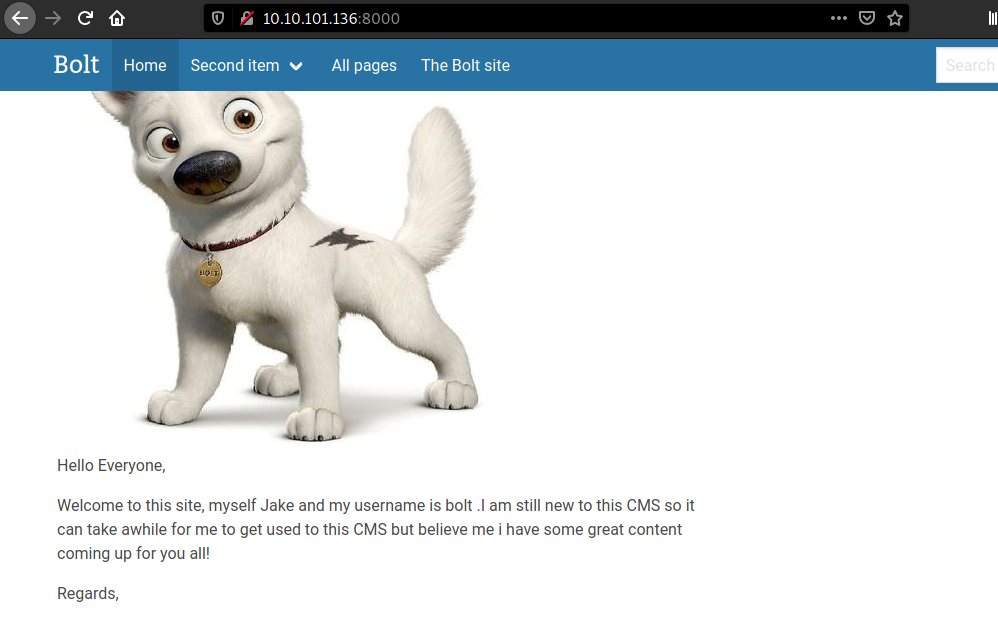 10.10.101.136:8000
Bolt Home Second item All pages The Bolt site Search
BOLT
Hello Everyone,
Welcome to this site, myself Jake and my username is bolt .I am still new to this CMS so it
can take awhile for me to get used to this CMS but believe me i have some great content
coming up for you all!
Regards,